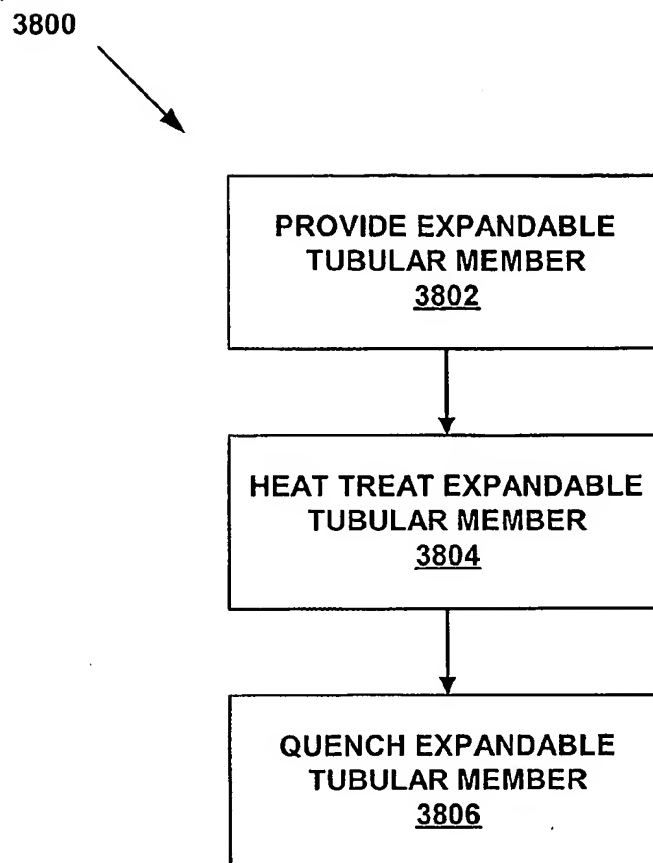 3800
PROVIDE EXPANDABLE
TUBULAR MEMBER
3802
HEAT TREAT EXPANDABLE
TUBULAR MEMBER
3804
QUENCH EXPANDABLE
TUBULAR MEMBER
3806